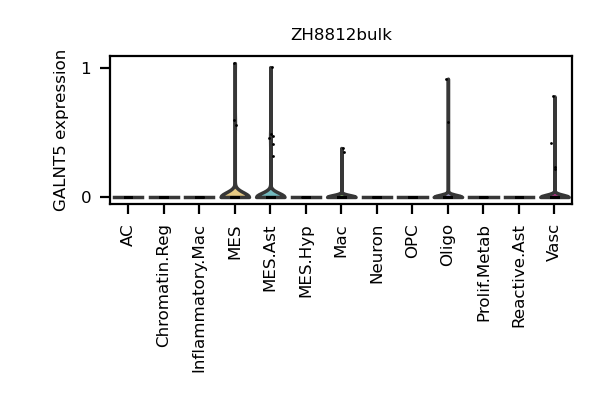 ZH8812bulk
GALNT5 expression
1
0
AC
Chromatin.Reg
Inflammatory.Mac
MES
MES.Ast
MES.Hyp
Mac
Neuron
OPC
Oligo
Prolif.Metab
Reactive.Ast
Vasc